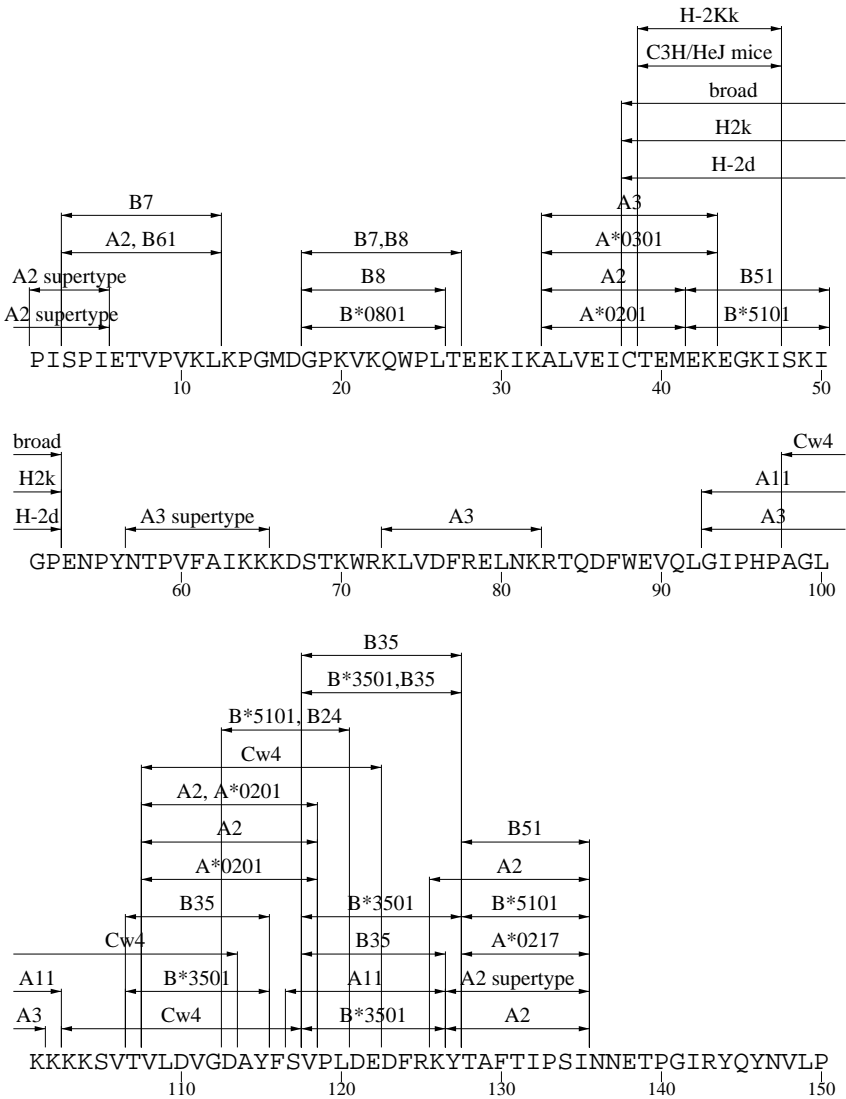 H-2Kk
C3H/HeJ mice
broad
H2k
H-2d
B7 A3
A2, B61 B7,B8 A*0301
A2 supertype B8 A2 B51
A2 supertype B*0801 A*0201 B*5101
PISPIETVPVKLKPGMDGPKVKQWPLTEEKIKALVEICTEMEKEGKISKI
10 20 30 40 50
broad Cw4
H2k A11
H-2d A3 supertype A3 A3
GPENPYNTPVFAIKKKDSTKWRKLVDFRELNKRTQDFWEVQLGIPHPAGL
60 70 80 90 100
B35
B*3501,B35
B*5101, B24
Cw4
A2, A*0201
A2 B51
A*0201 A2
B35 B*3501 B*5101
Cw4 B35 A*0217
A11 B*3501 A11 A2 supertype
A3 Cw4 B*3501 A2
KKKKSVTVLDVGDAYFSVPLDEDFRKYTAFTIPSINNETPGIRYQYNVLP
110 120 130 140 150